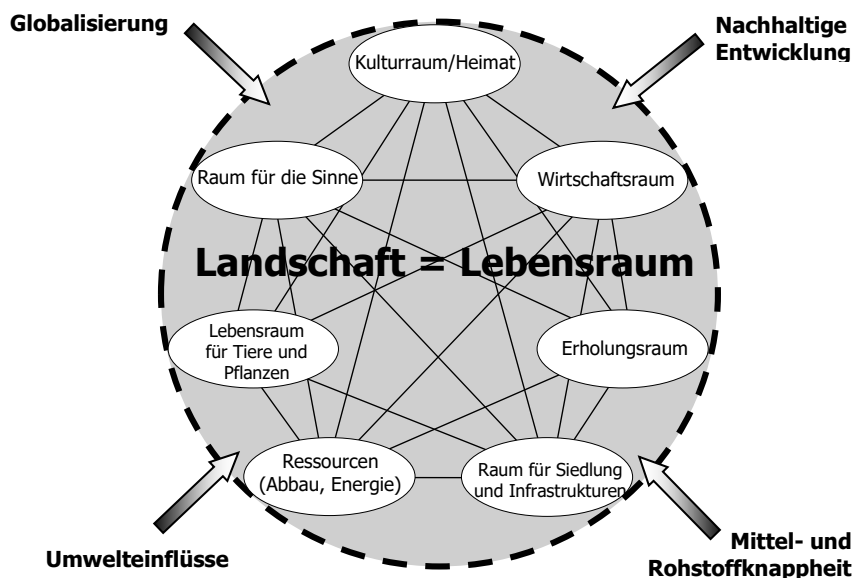 Globalisierung
Nachhaltige
Entwicklung
Kulturraum/Heimat
Raum für die Sinne
Wirtschaftsraum
Landschaft = Lebensraum
Lebensraum
für Tiere und
Pflanzen
Erholungsraum
Ressourcen
(Abbau, Energie)
Raum für Siedlung
und Infrastrukturen
Umwelteinflüsse
Mittel- und
Rohstoffknappheit